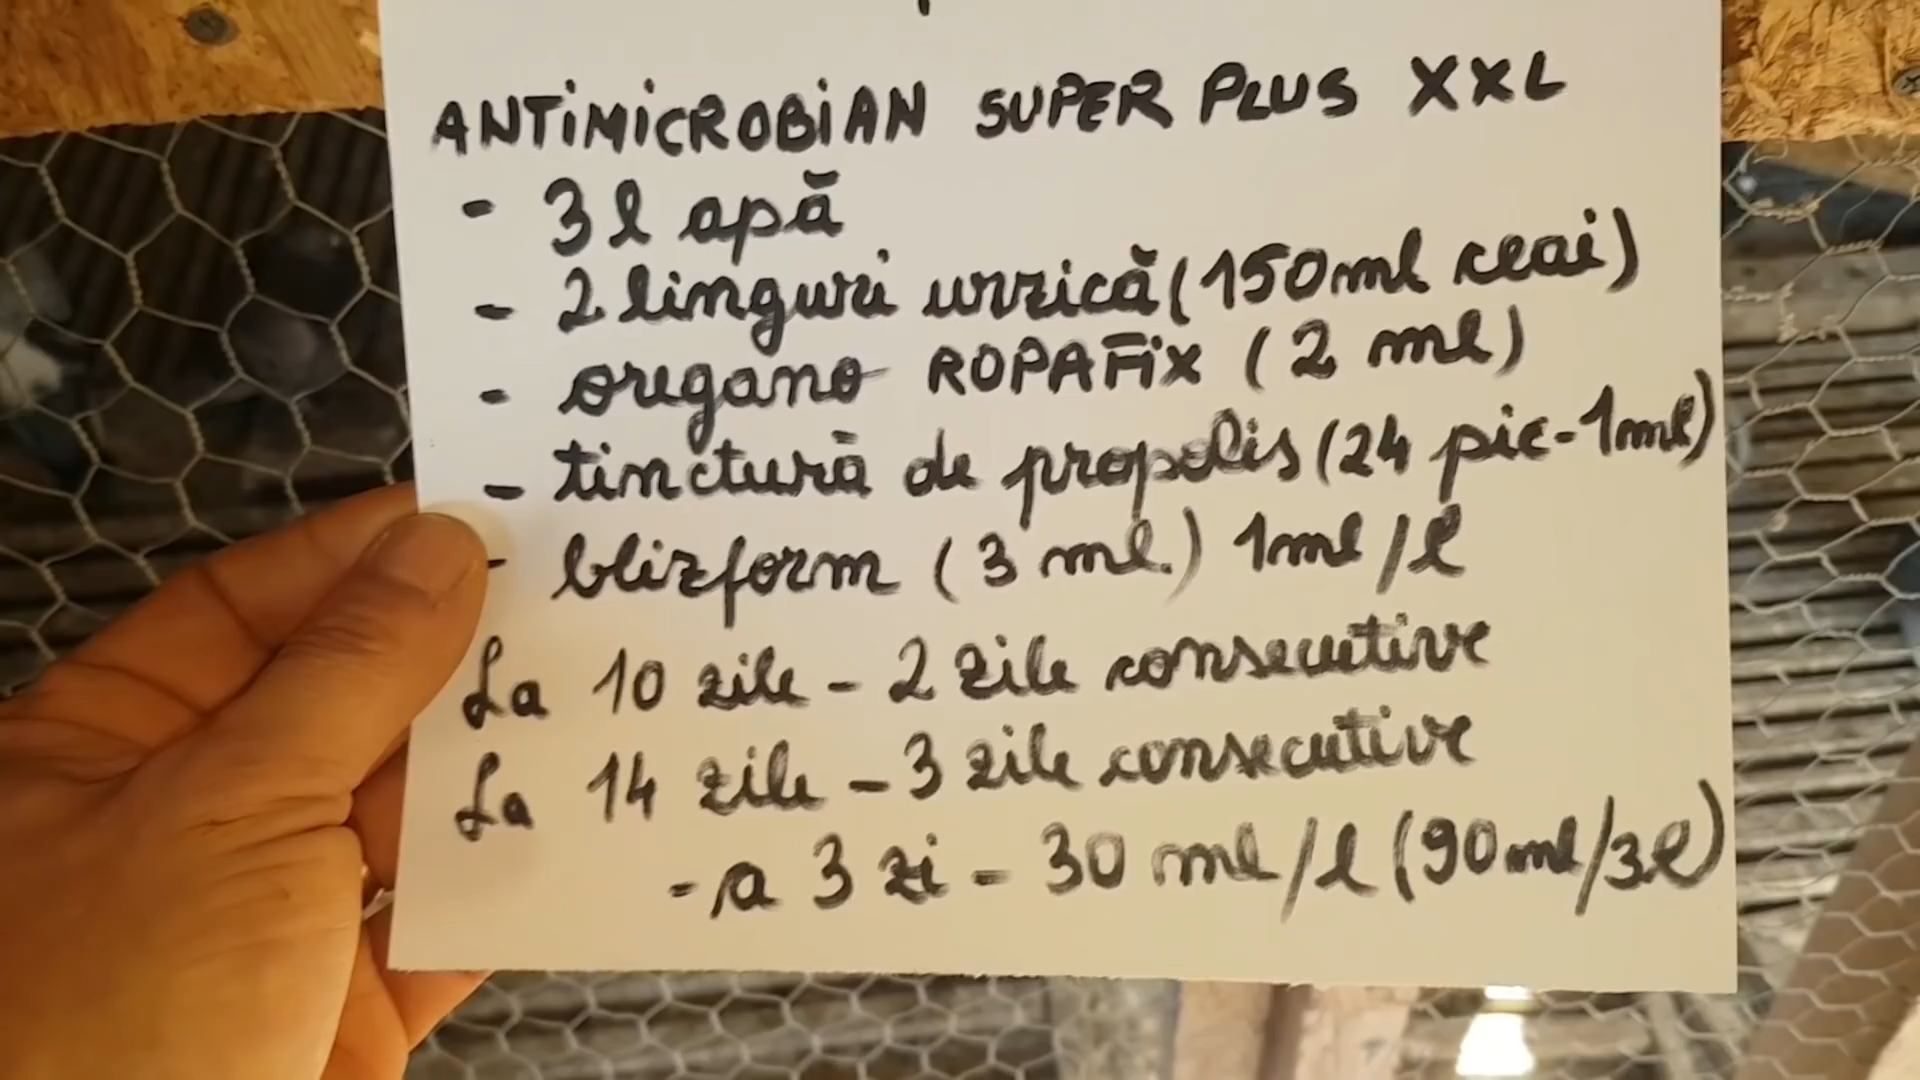 ANTiMiCROBiAN SUPER PLUS XXL
- 3 l apă
- 2 linguri urzică (150ml ceai)
- oregano ROPAFiX (2 ml)
- tinctură de propolis (24 pic-1ml)
- blizform (3 ml.) 1ml/l
La 10 zile - 2 zile consecutive
La 14 zile - 3 zile consecutive
- a 3 zi - 30 ml/l (90ml/3l)